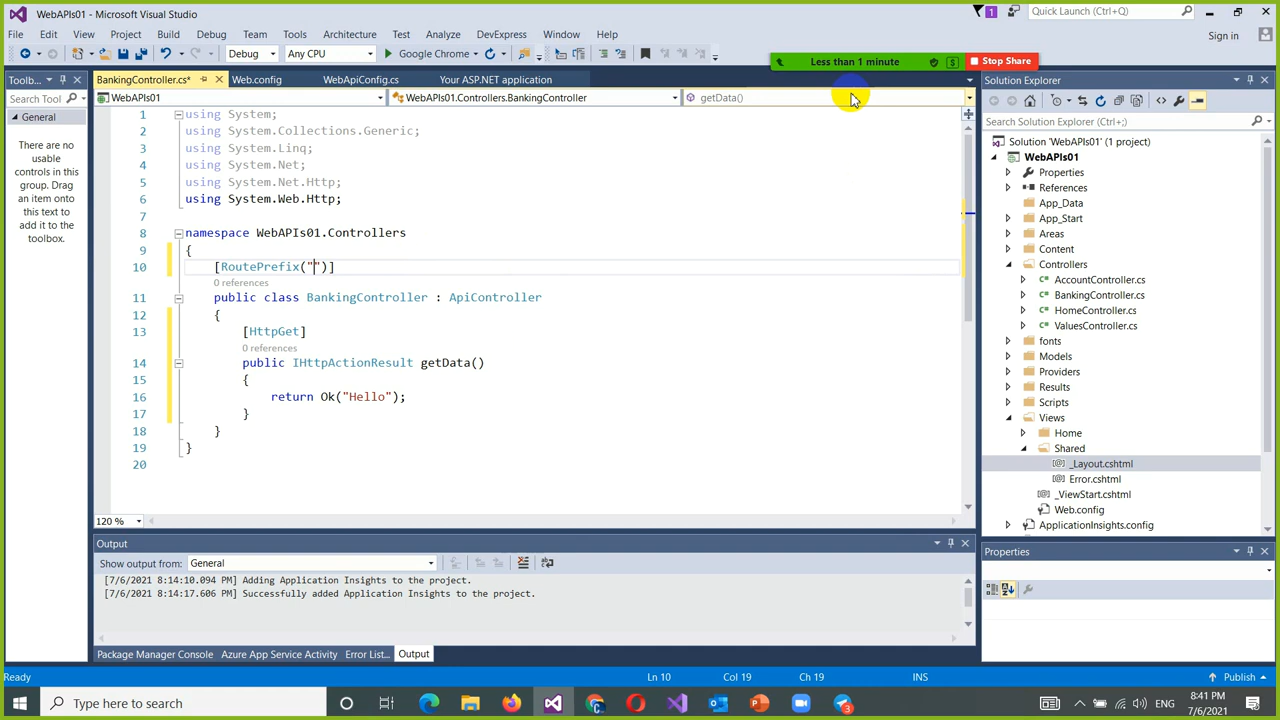 WebAPIs01 - Microsoft Visual Studio
1
Quick Launch (Ctrl+Q)
File Edit View Project Build Debug Team Tools Architecture Test Analyze DevExpress Window Help
Sign in
Debug Any CPU Google Chrome
Less than 1 minute $ Stop Share
Toolb...
BankingController.cs* Web.config WebApiConfig.cs Your ASP.NET application
Solution Explorer
Search Tool
WebAPIs01 WebAPIs01.Controllers.BankingController getData()
General
There are no
usable
controls in this
group. Drag
an item onto
this text to
add it to the
toolbox.
1 using System;
2 using System.Collections.Generic;
3 using System.Linq;
4 using System.Net;
5 using System.Net.Http;
6 using System.Web.Http;
7
8 namespace WebAPIs01.Controllers
9 {
10 [RoutePrefix("")]
0 references
11 public class BankingController : ApiController
12 {
13 [HttpGet]
0 references
14 public IHttpActionResult getData()
15 {
16 return Ok("Hello");
17 }
18 }
19 }
20
120 %
Search Solution Explorer (Ctrl+;)
Solution 'WebAPIs01' (1 project)
WebAPIs01
Properties
References
App_Data
App_Start
Areas
Content
Controllers
C# AccountController.cs
C# BankingController.cs
C# HomeController.cs
C# ValuesController.cs
fonts
Models
Providers
Results
Scripts
Views
Home
Shared
[@] _Layout.cshtml
[@] Error.cshtml
[@] _ViewStart.cshtml
Web.config
ApplicationInsights.config
Output
Show output from: General
[7/6/2021 8:14:10.094 PM] Adding Application Insights to the project.
[7/6/2021 8:14:17.606 PM] Successfully added Application Insights to the project.
Package Manager Console Azure App Service Activity Error List... Output
Properties
Ready
Ln 10 Col 19 Ch 19 INS
Publish
Type here to search
3
ENG
8:41 PM
7/6/2021